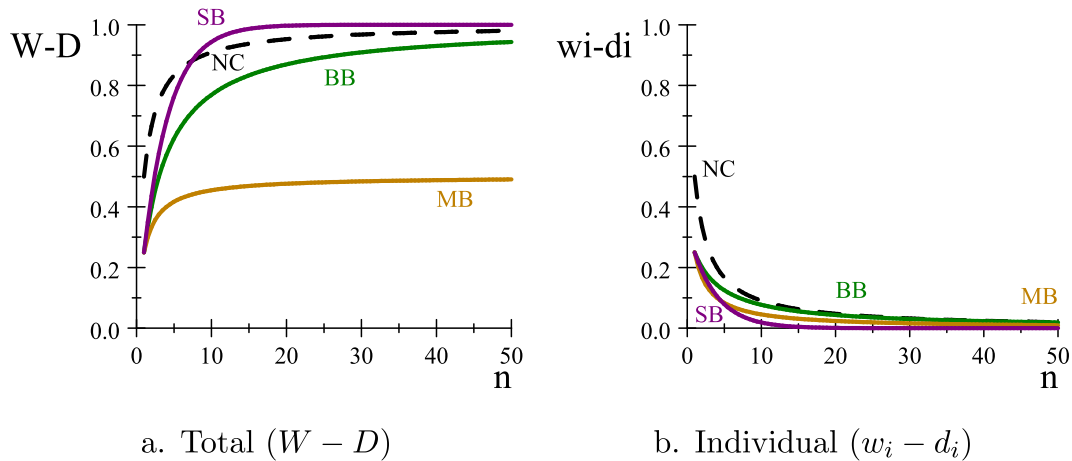 W-D
1.0
0.8
0.6
0.4
0.2
0.0
0 10 20 30 40 50
n
SB
NC
BB
MB
wi-di
1.0
0.8
0.6
0.4
0.2
0.0
0 10 20 30 40 50
n
NC
BB
MB
SB
a. Total (W − D)
b. Individual (wᵢ − dᵢ)